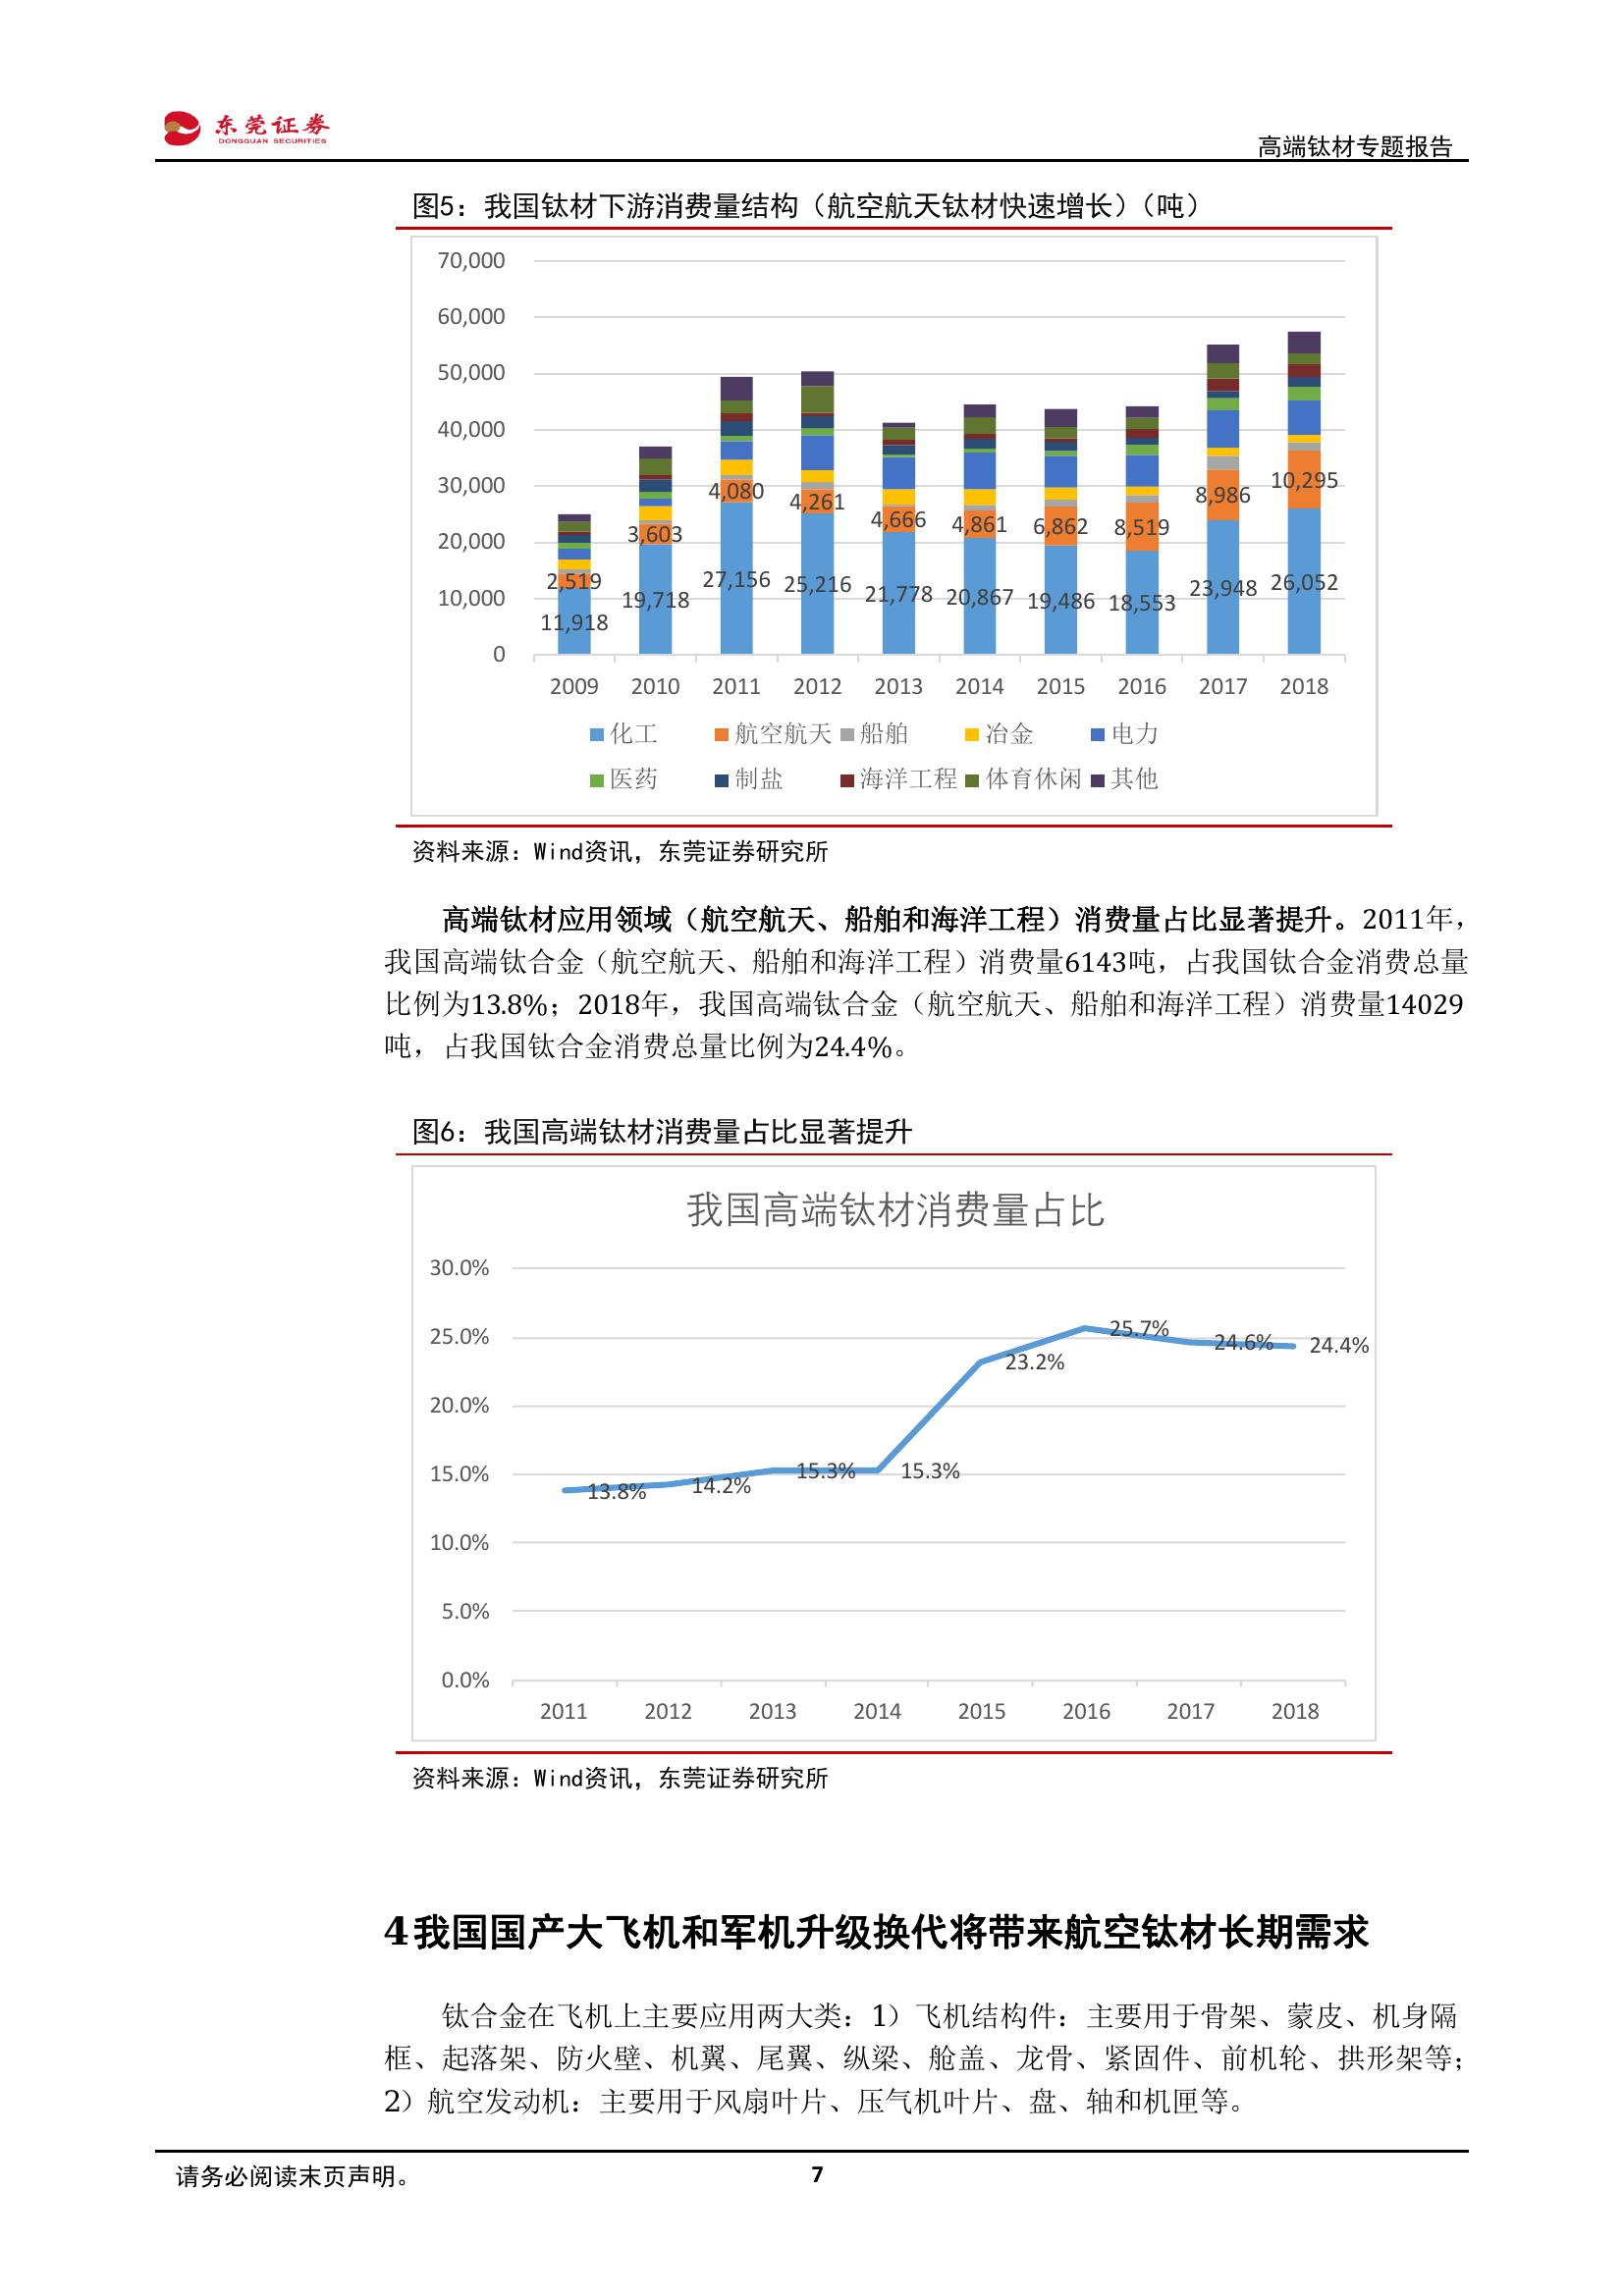 东莞证券
DONGGUAN SECURITIES
高端钛材专题报告
图5：我国钛材下游消费量结构（航空航天钛材快速增长）（吨）
70,000
60,000
50,000
40,000
30,000
20,000
10,000
0
11,918 19,718 27,156 25,216 21,778 20,867 19,486 18,553 23,948 26,052
2,519 3,603 4,080 4,261 4,666 4,861 6,862 8,519 8,986 10,295
2009 2010 2011 2012 2013 2014 2015 2016 2017 2018
化工 航空航天 船舶 冶金 电力
医药 制盐 海洋工程 体育休闲 其他
资料来源：Wind资讯，东莞证券研究所
高端钛材应用领域（航空航天、船舶和海洋工程）消费量占比显著提升。2011年，
我国高端钛合金（航空航天、船舶和海洋工程）消费量6143吨，占我国钛合金消费总量
比例为13.8%；2018年，我国高端钛合金（航空航天、船舶和海洋工程）消费量14029
吨，占我国钛合金消费总量比例为24.4%。
图6：我国高端钛材消费量占比显著提升
我国高端钛材消费量占比
30.0%
25.0%
20.0%
15.0%
10.0%
5.0%
0.0%
13.8% 14.2% 15.3% 15.3% 23.2% 25.7% 24.6% 24.4%
2011 2012 2013 2014 2015 2016 2017 2018
资料来源：Wind资讯，东莞证券研究所
4我国国产大飞机和军机升级换代将带来航空钛材长期需求
钛合金在飞机上主要应用两大类：1）飞机结构件：主要用于骨架、蒙皮、机身隔
框、起落架、防火壁、机翼、尾翼、纵梁、舱盖、龙骨、紧固件、前机轮、拱形架等；
2）航空发动机：主要用于风扇叶片、压气机叶片、盘、轴和机匣等。
请务必阅读末页声明。
7